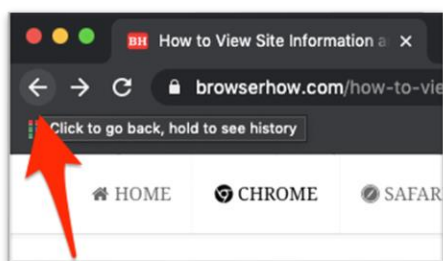 BH How to View Site Information a
browserhow.com/how-to-vie
Click to go back, hold to see history
HOME CHROME SAFAR